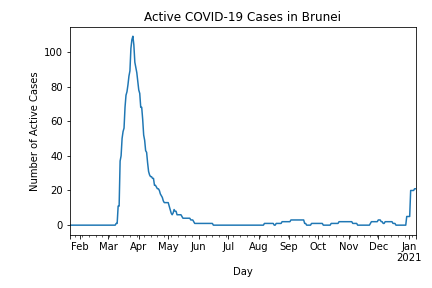 Active COVID-19 Cases in Brunei
Number of Active Cases
100
80
60
40
20
0
Feb Mar Apr May Jun Jul Aug Sep Oct Nov Dec Jan
2021
Day